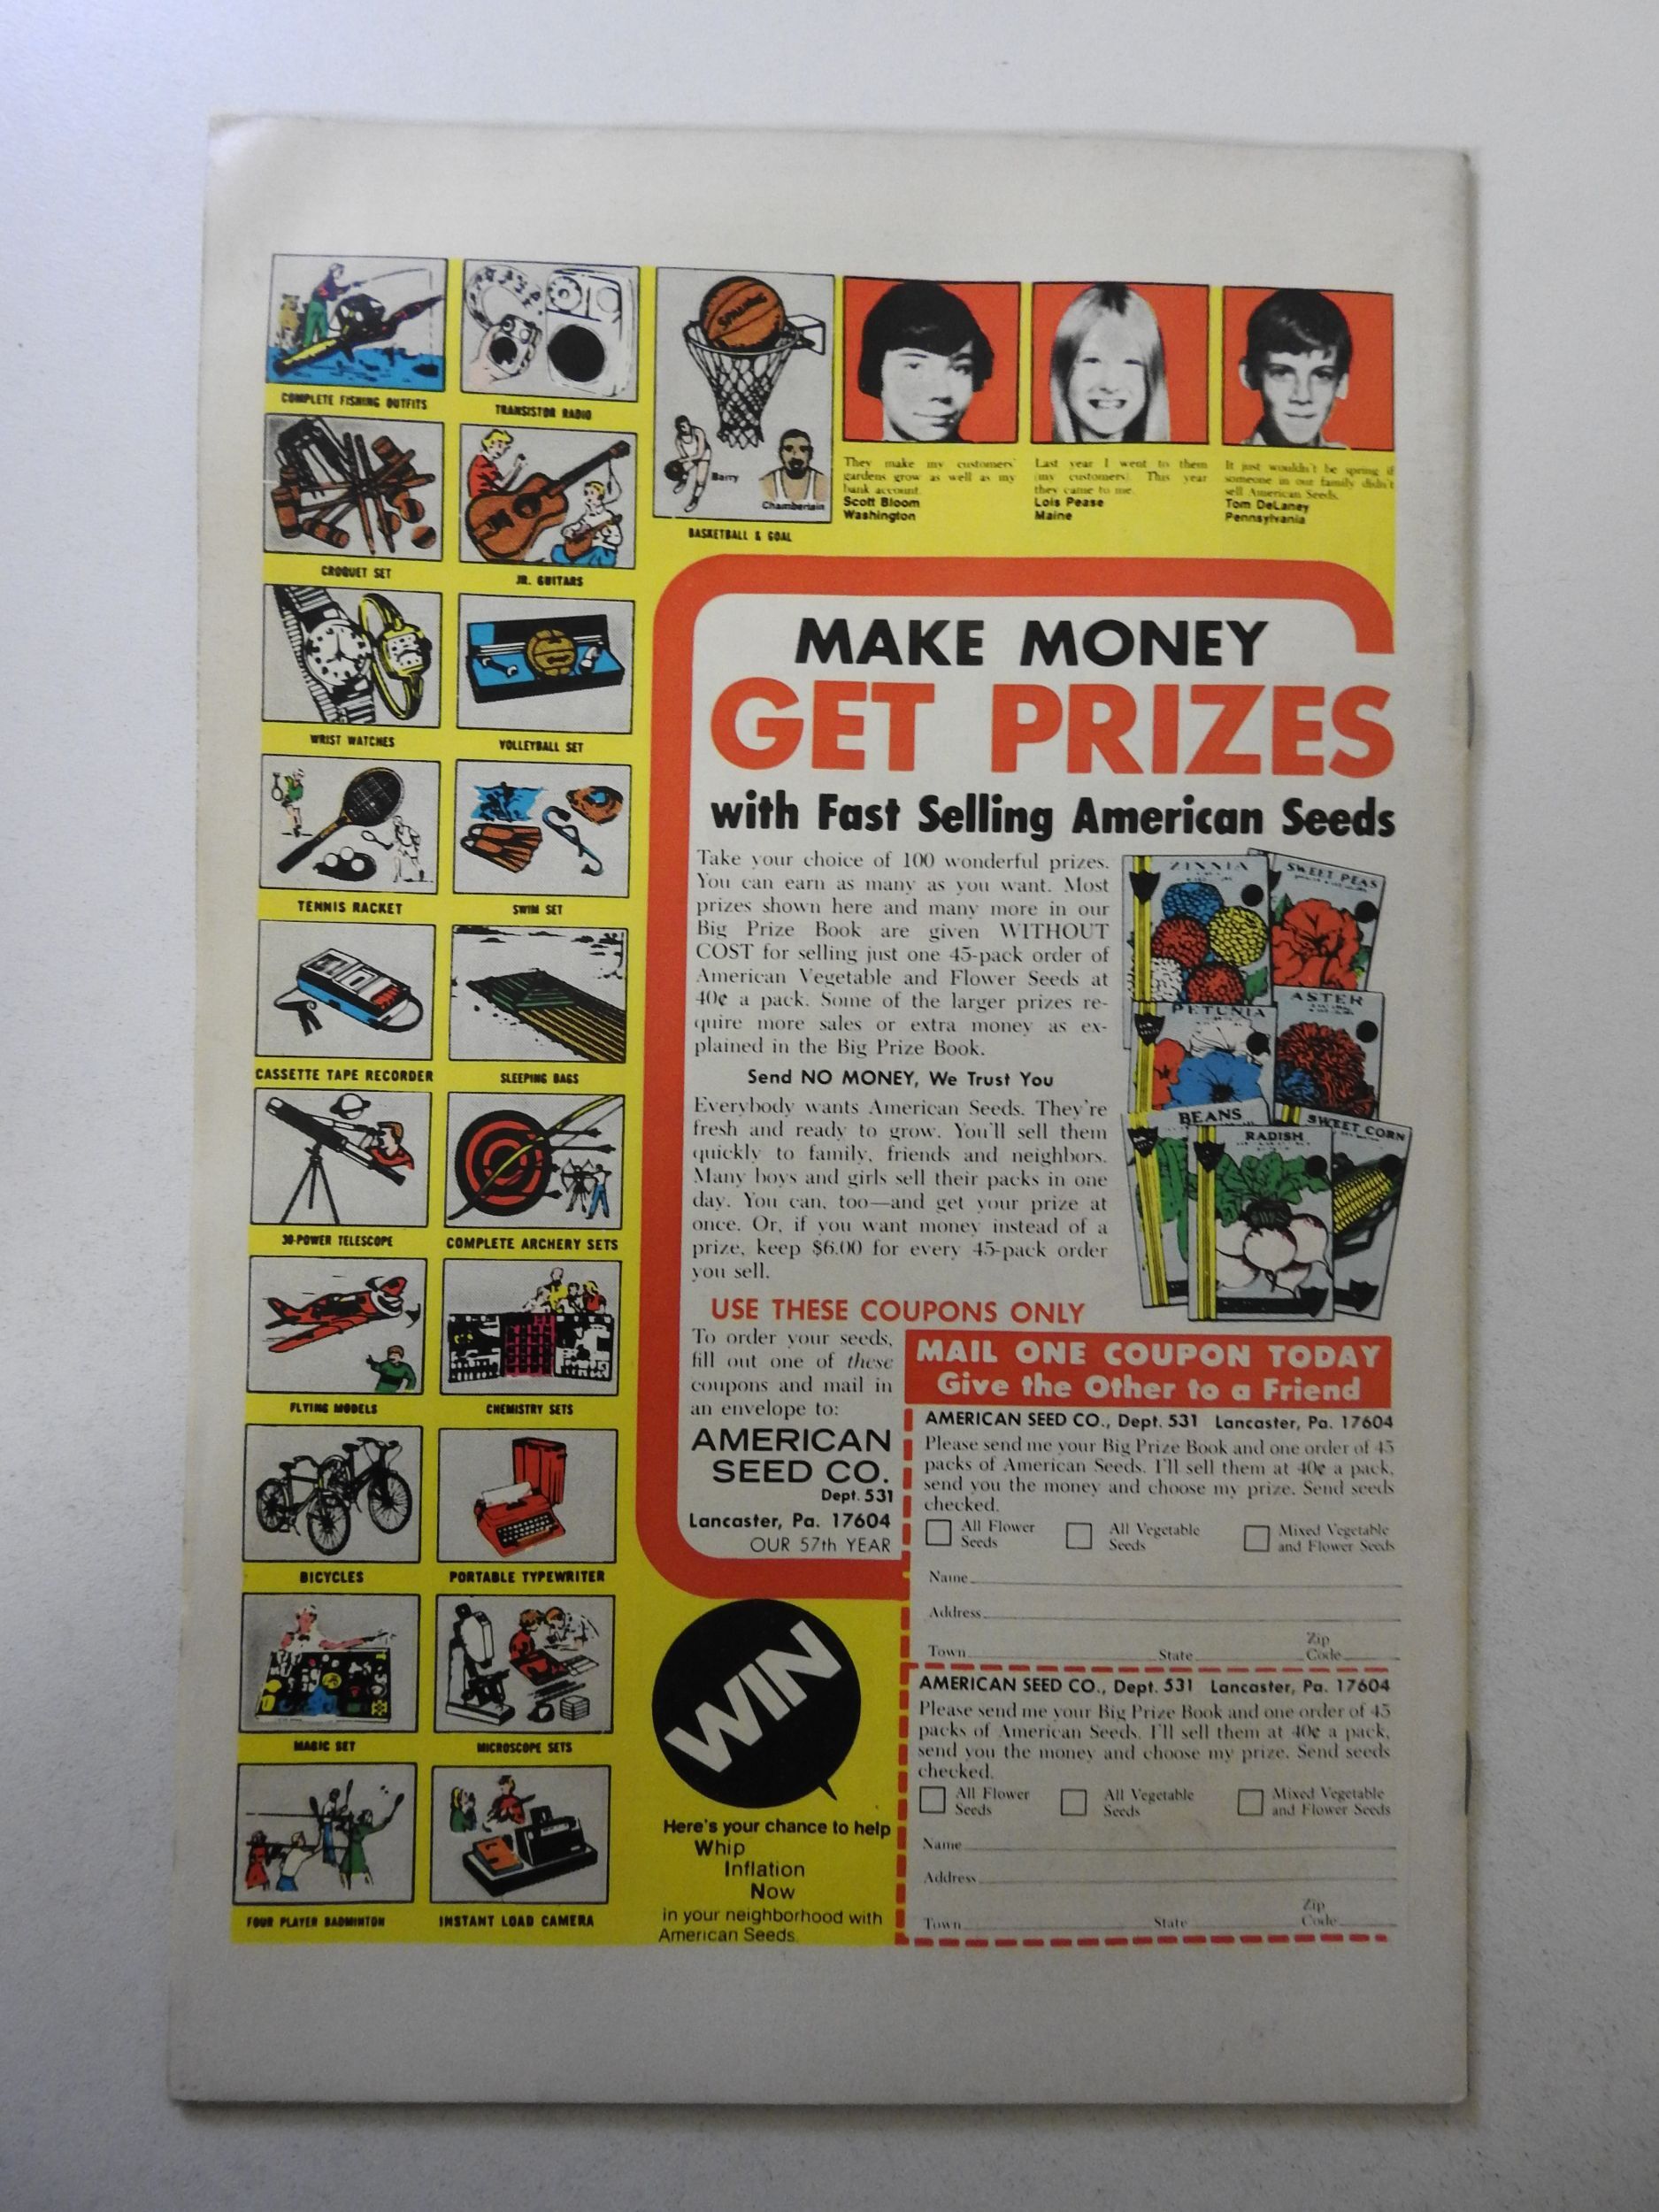 COMPLETE FISHING OUTFITS
TRANSISTOR RADIO
CROQUET SET
JR. GUITARS
WRIST WATCHES
VOLLEYBALL SET
TENNIS RACKET
SWIM SET
CASSETTE TAPE RECORDER
SLEEPING BAGS
30-POWER TELESCOPE
COMPLETE ARCHERY SETS
FLYING MODELS
CHEMISTRY SETS
BICYCLES
PORTABLE TYPEWRITER
MAGIC SET
MICROSCOPE SETS
FOUR PLAYER BADMINTON
INSTANT LOAD CAMERA
SPALDING
Barry
Chamberlain
BASKETBALL & GOAL
They make my customers'
gardens grow as well as my
bank account.
Scott Bloom
Washington
Last year I went to them
(my customers). This year
they came to me.
Lois Pease
Maine
It just wouldn't be spring if
someone in our family didn't
sell American Seeds.
Tom DeLaney
Pennsylvania
MAKE MONEY
GET PRIZES
with Fast Selling American Seeds
Take your choice of 100 wonderful prizes.
You can earn as many as you want. Most
prizes shown here and many more in our
Big Prize Book are given WITHOUT
COST for selling just one 45-pack order of
American Vegetable and Flower Seeds at
40¢ a pack. Some of the larger prizes re-
quire more sales or extra money as ex-
plained in the Big Prize Book.
Send NO MONEY, We Trust You
Everybody wants American Seeds. They're
fresh and ready to grow. You'll sell them
quickly to family, friends and neighbors.
Many boys and girls sell their packs in one
day. You can, too—and get your prize at
once. Or, if you want money instead of a
prize, keep $6.00 for every 45-pack order
you sell.
ZINNIA
SWEET PEAS
PETUNIA
ASTER
BEANS
RADISH
SWEET CORN
USE THESE COUPONS ONLY
To order your seeds,
fill out one of these
coupons and mail in
an envelope to:
AMERICAN
SEED CO.
Dept. 531
Lancaster, Pa. 17604
OUR 57th YEAR
MAIL ONE COUPON TODAY
Give the Other to a Friend
AMERICAN SEED CO., Dept. 531 Lancaster, Pa. 17604
Please send me your Big Prize Book and one order of 45
packs of American Seeds. I'll sell them at 40¢ a pack,
send you the money and choose my prize. Send seeds
checked.
All Flower Seeds
All Vegetable Seeds
Mixed Vegetable and Flower Seeds
Name
Address
Town State Zip Code
AMERICAN SEED CO., Dept. 531 Lancaster, Pa. 17604
Please send me your Big Prize Book and one order of 45
packs of American Seeds. I'll sell them at 40¢ a pack,
send you the money and choose my prize. Send seeds
checked.
All Flower Seeds
All Vegetable Seeds
Mixed Vegetable and Flower Seeds
Name
Address
Town State Zip Code
WIN
Here's your chance to help
Whip
Inflation
Now
in your neighborhood with
American Seeds.